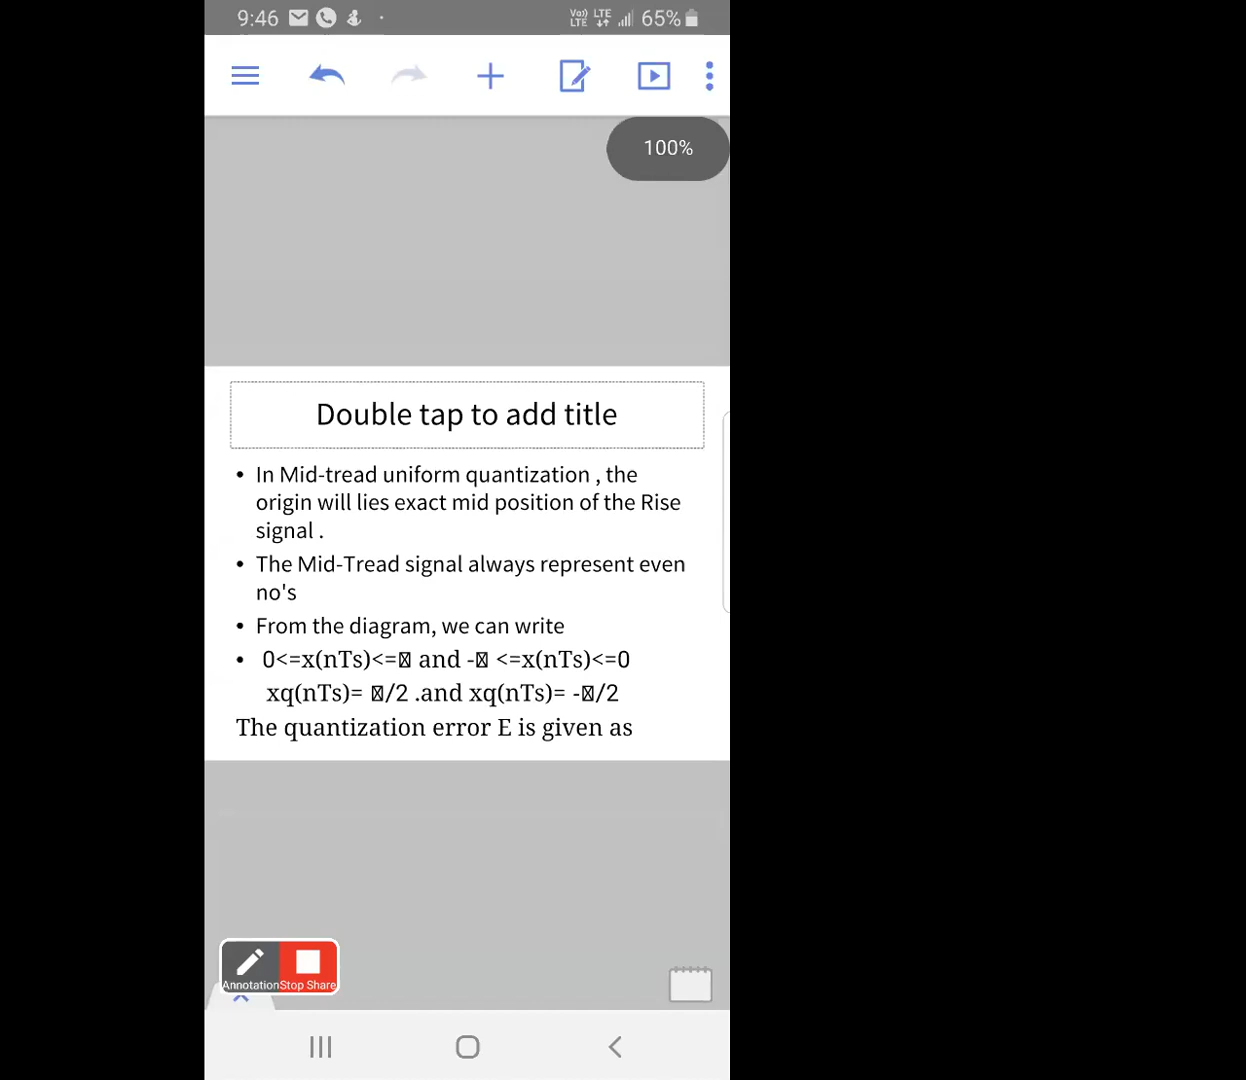 9:46 Vo) LTE LTE 65%
100%
Double tap to add title
• In Mid-tread uniform quantization , the
origin will lies exact mid position of the Rise
signal .
• The Mid-Tread signal always represent even
no's
• From the diagram, we can write
• 0<=x(nTs)<=〿 and -〿 <=x(nTs)<=0
xq(nTs)= 〿/2 .and xq(nTs)= -〿/2
The quantization error E is given as
Annotation Stop Share